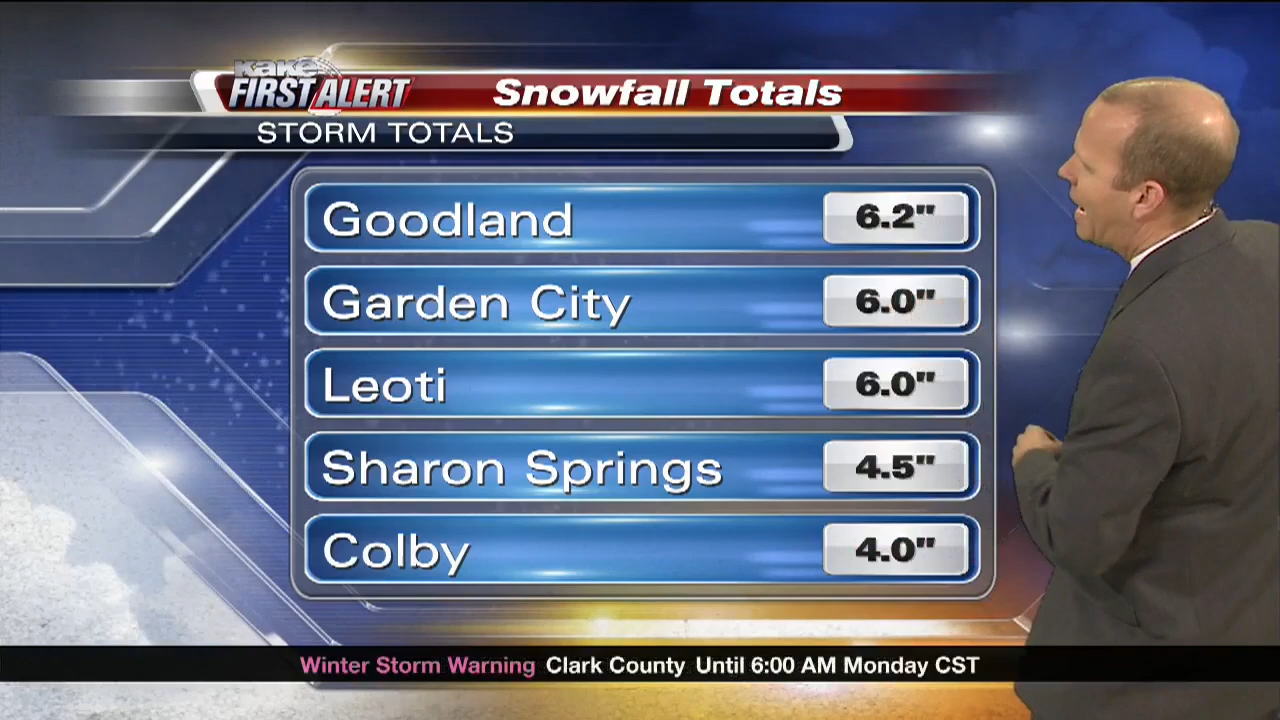 KAKE
FIRST ALERT
Snowfall Totals
STORM TOTALS
Goodland 6.2"
Garden City 6.0"
Leoti 6.0"
Sharon Springs 4.5"
Colby 4.0"
Winter Storm Warning Clark County Until 6:00 AM Monday CST